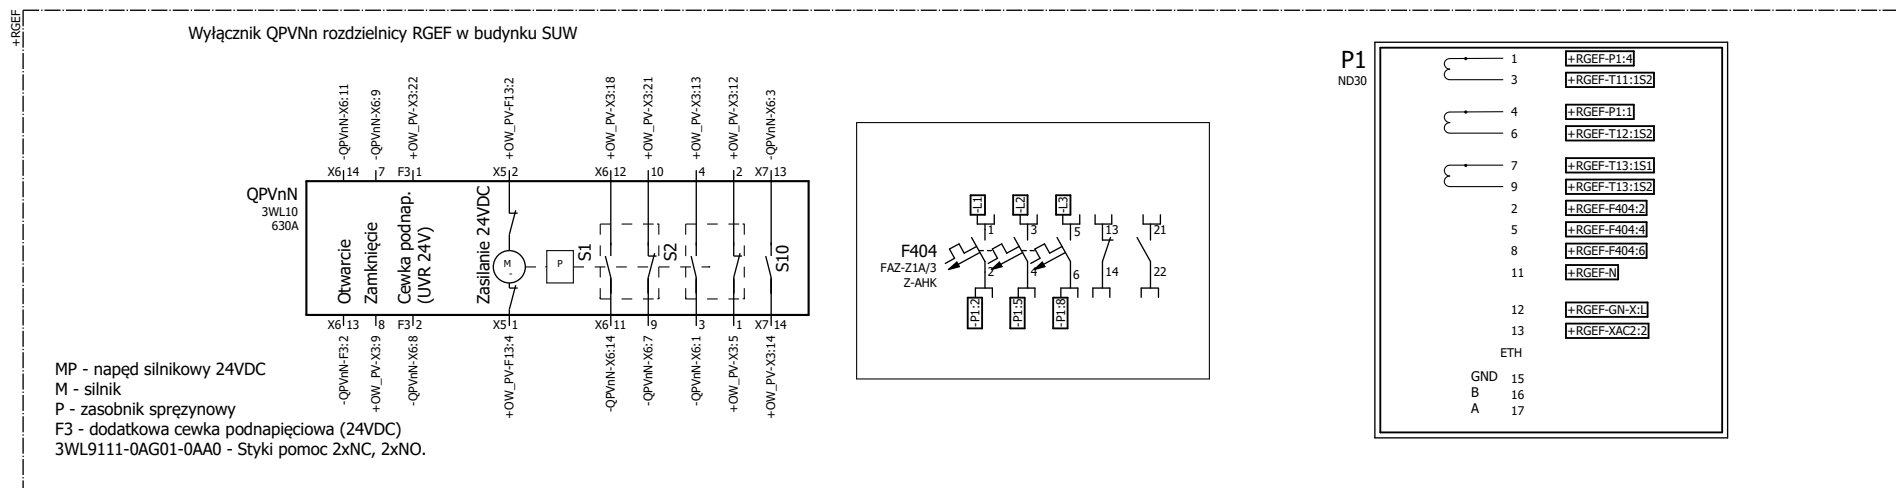 +RGEF
Wyłącznik QPVNn rozdzielnicy RGEF w budynku SUW
-QPVnN-X6:11
-QPVnN-X6:9
+OW_PV-X3:22
+OW_PV-F13:2
+OW_PV-X3:18
+OW_PV-X3:21
+OW_PV-X3:13
+OW_PV-X3:12
-QPVnN-X6:3
X6 14 7 F3 1 X5 2 X6 12 10 4 2 X7 13
QPVnN
3WL10
630A
Otwarcie
Zamknięcie
Cewka podnap.
(UVR 24V)
Zasilanie 24VDC
M
-
P
S1
S2
S10
X6 13 8 F3 2 X5 1 X6 11 9 3 1 X7 14
-QPVnN-F3:2
+OW_PV-X3:9
-QPVnN-X6:8
+OW_PV-F13:4
-QPVnN-X6:14
-QPVnN-X6:7
-QPVnN-X6:1
+OW_PV-X3:5
+OW_PV-X3:14
MP - napęd silnikowy 24VDC
M - silnik
P - zasobnik spręzynowy
F3 - dodatkowa cewka podnapięciowa (24VDC)
3WL9111-0AG01-0AA0 - Styki pomoc 2xNC, 2xNO.
-L1
-L2
-L3
1 3 5 13 21
F404
FAZ-Z1A/3
Z-AHK
2 4 6 14 22
-P1:2
-P1:5
-P1:8
P1
ND30
1 +RGEF-P1:4
3 +RGEF-T11:1S2
4 +RGEF-P1:1
6 +RGEF-T12:1S2
7 +RGEF-T13:1S1
9 +RGEF-T13:1S2
2 +RGEF-F404:2
5 +RGEF-F404:4
8 +RGEF-F404:6
11 +RGEF-N
12 +RGEF-GN-X:L
13 +RGEF-XAC2:2
ETH
GND 15
B 16
A 17